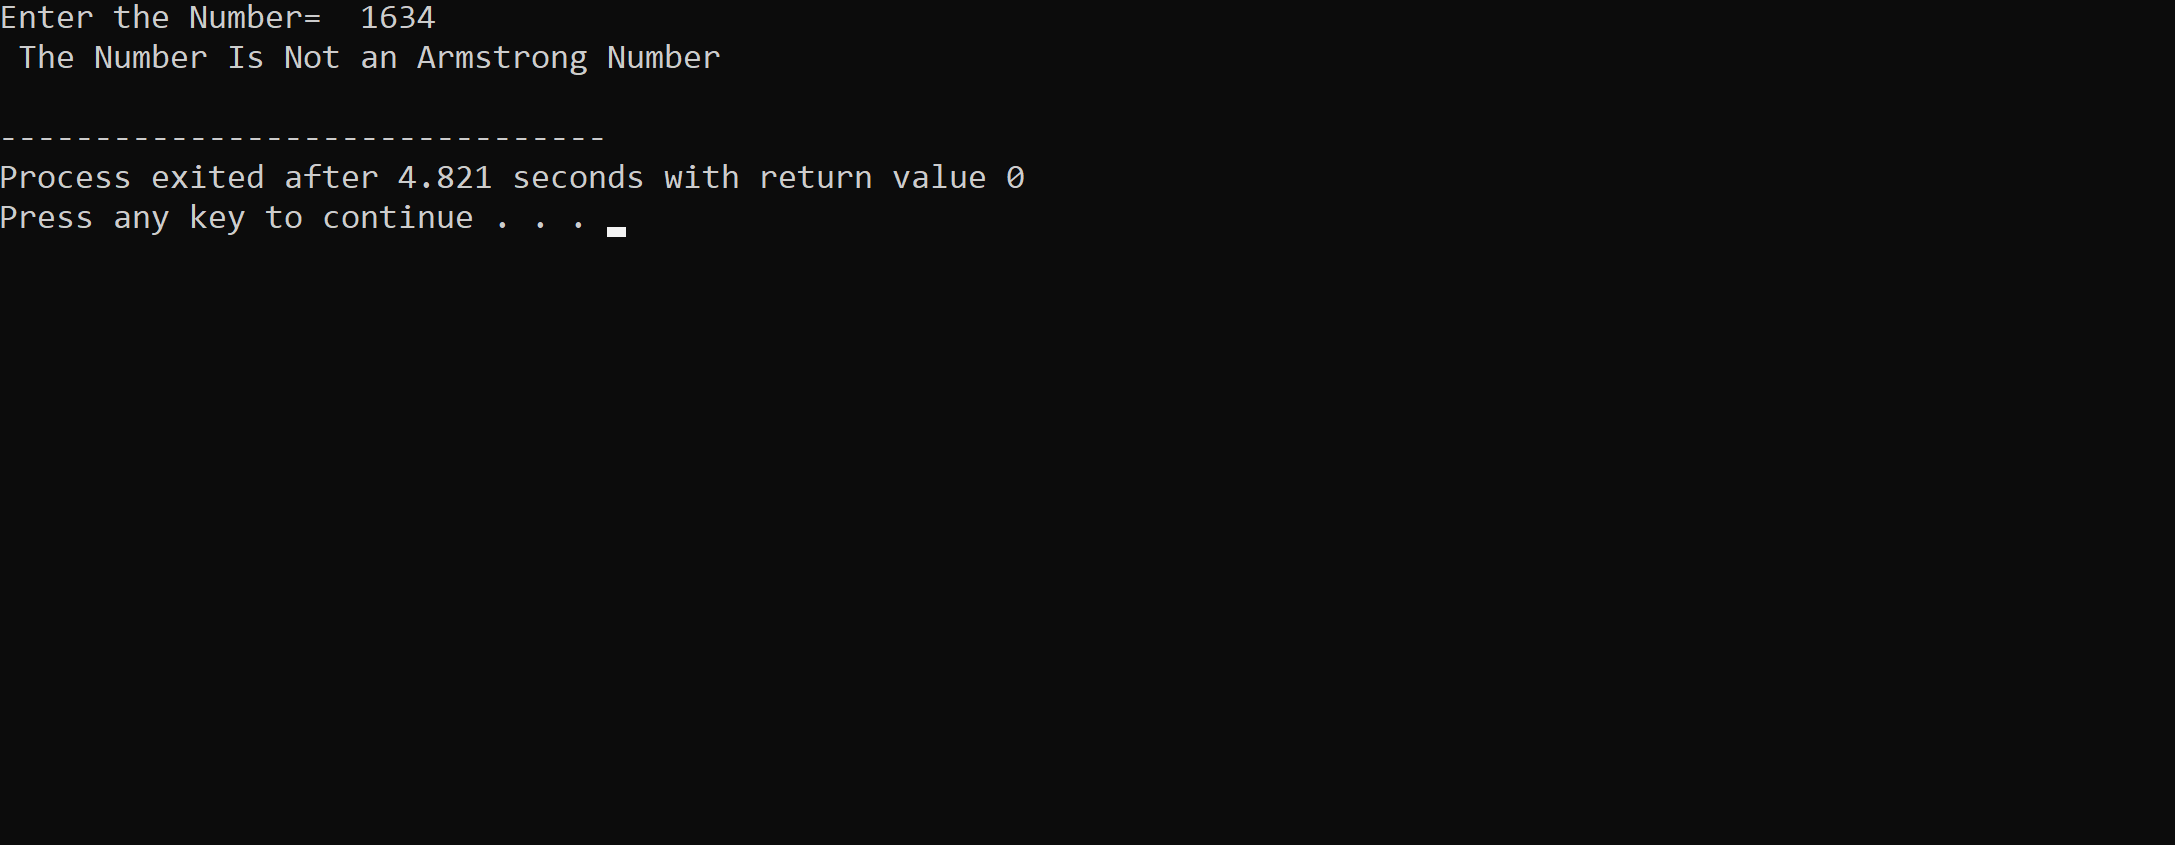 Enter the Number=  1634
 The Number Is Not an Armstrong Number
--------------------------------
Process exited after 4.821 seconds with return value 0
Press any key to continue . . .